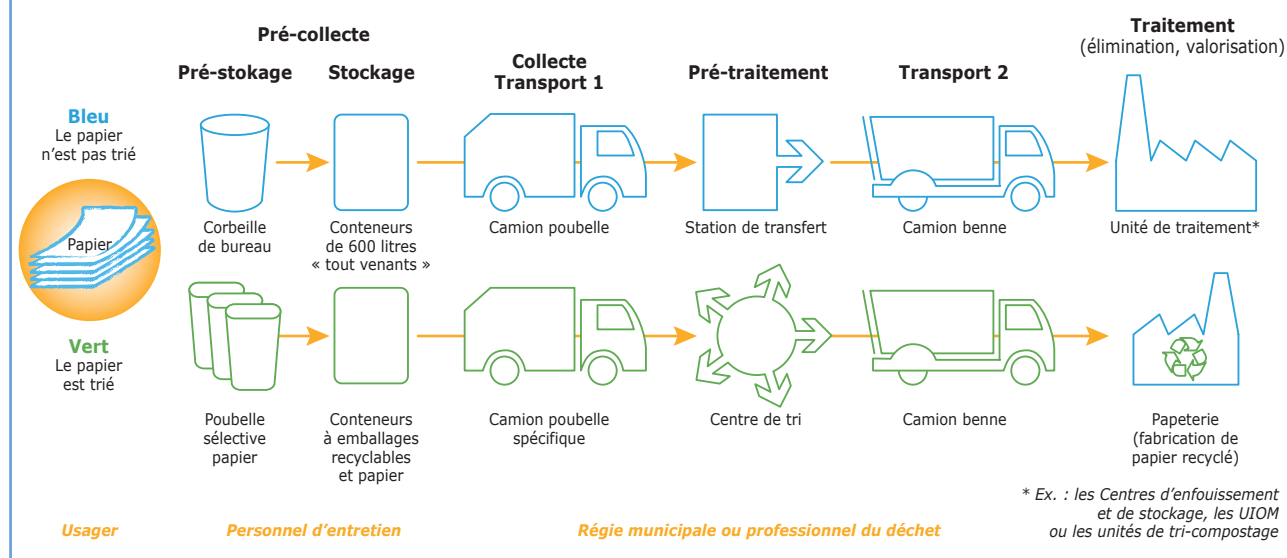 Pré-collecte
Pré-stokage
Stockage
Collecte
Transport 1
Pré-traitement
Transport 2
Traitement
(élimination, valorisation)
Bleu
Le papier
n’est pas trié
Papier
Vert
Le papier
est trié
Corbeille
de bureau
Conteneurs
de 600 litres
« tout venants »
Camion poubelle
Station de transfert
Camion benne
Unité de traitement*
Poubelle
sélective
papier
Conteneurs
à emballages
recyclables
et papier
Camion poubelle
spécifique
Centre de tri
Camion benne
Papeterie
(fabrication de
papier recyclé)
* Ex. : les Centres d’enfouissement
et de stockage, les UIOM
ou les unités de tri-compostage
Usager
Personnel d’entretien
Régie municipale ou professionnel du déchet